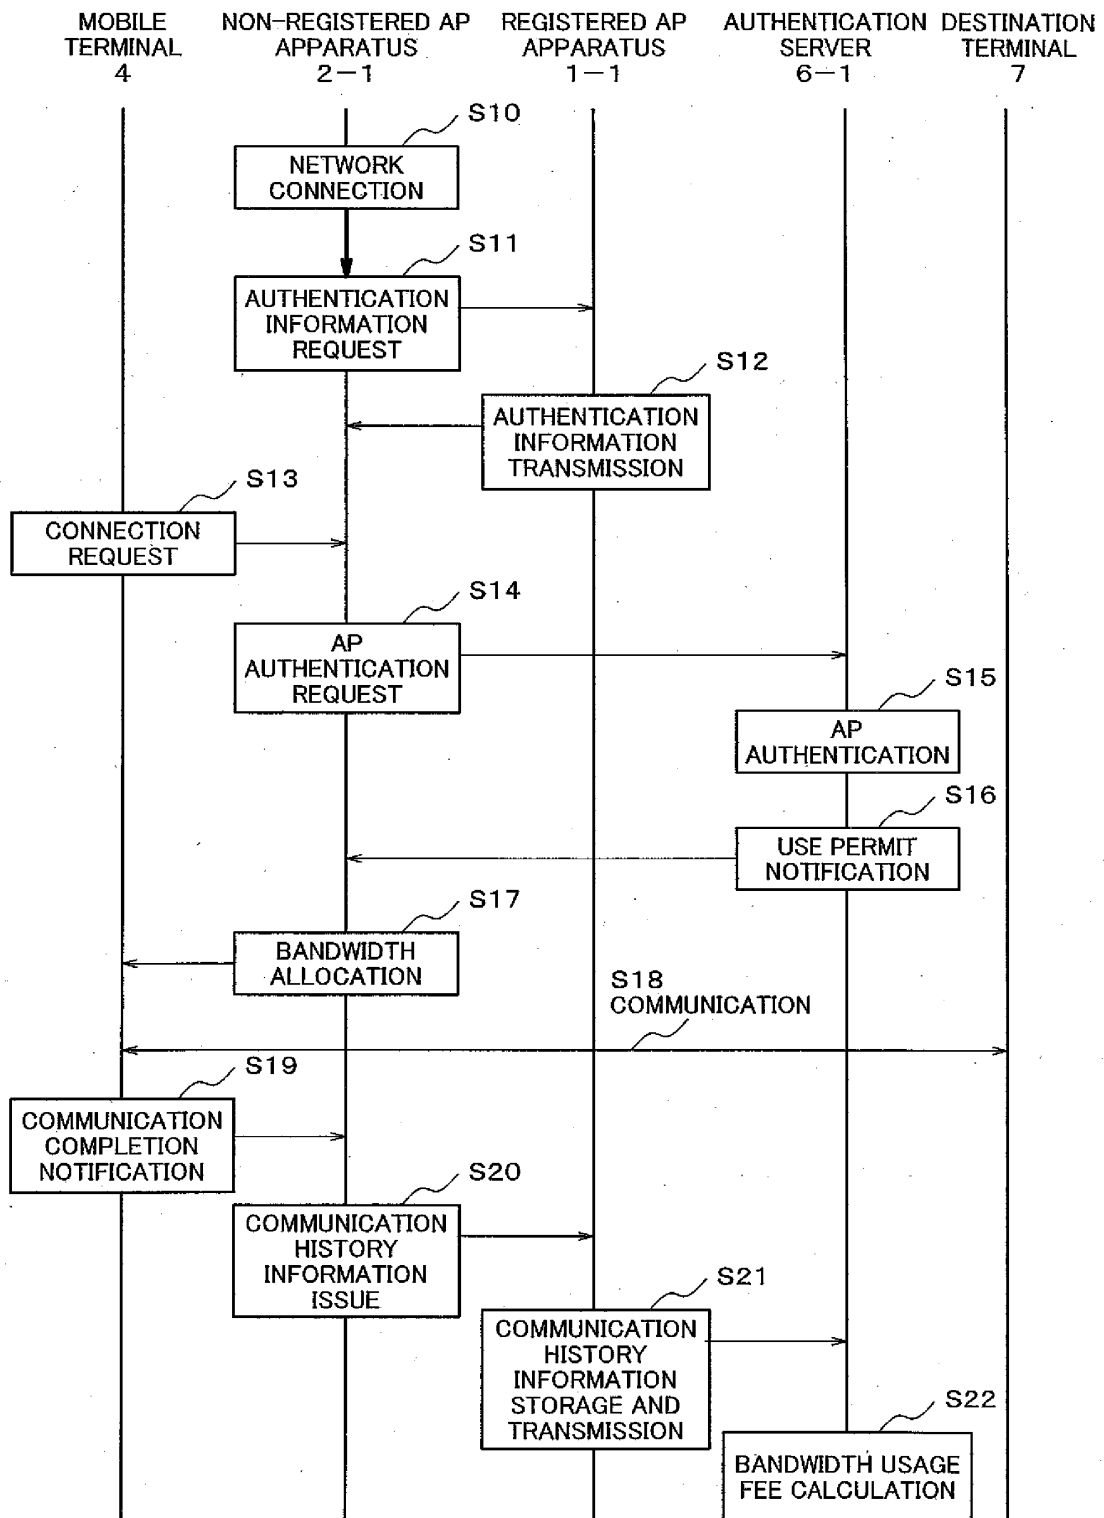 MOBILE
TERMINAL
4
NON-REGISTERED AP
APPARATUS
2-1
REGISTERED AP
APPARATUS
1-1
AUTHENTICATION
SERVER
6-1
DESTINATION
TERMINAL
7
S10
NETWORK
CONNECTION
S11
AUTHENTICATION
INFORMATION
REQUEST
S12
AUTHENTICATION
INFORMATION
TRANSMISSION
S13
CONNECTION
REQUEST
S14
AP
AUTHENTICATION
REQUEST
S15
AP
AUTHENTICATION
S16
USE PERMIT
NOTIFICATION
S17
BANDWIDTH
ALLOCATION
S18
COMMUNICATION
S19
COMMUNICATION
COMPLETION
NOTIFICATION
S20
COMMUNICATION
HISTORY
INFORMATION
ISSUE
S21
COMMUNICATION
HISTORY
INFORMATION
STORAGE AND
TRANSMISSION
S22
BANDWIDTH USAGE
FEE CALCULATION